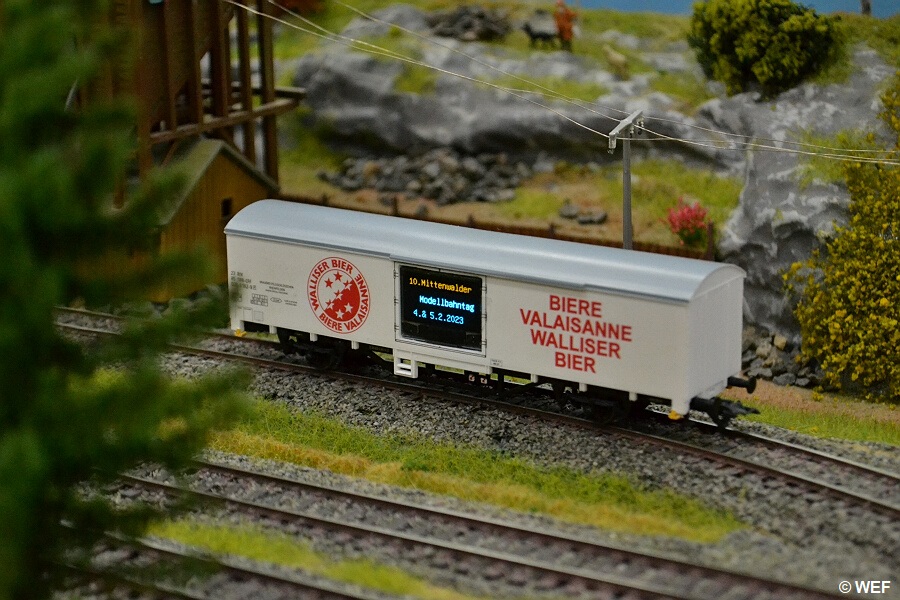 WALLISER BIER
BIERE VALAISANNE
10.Mittenwalder
Modellbahntag
4.& 5.2.2023
BIERE
VALAISANNE
WALLISER
BIER
© WEF